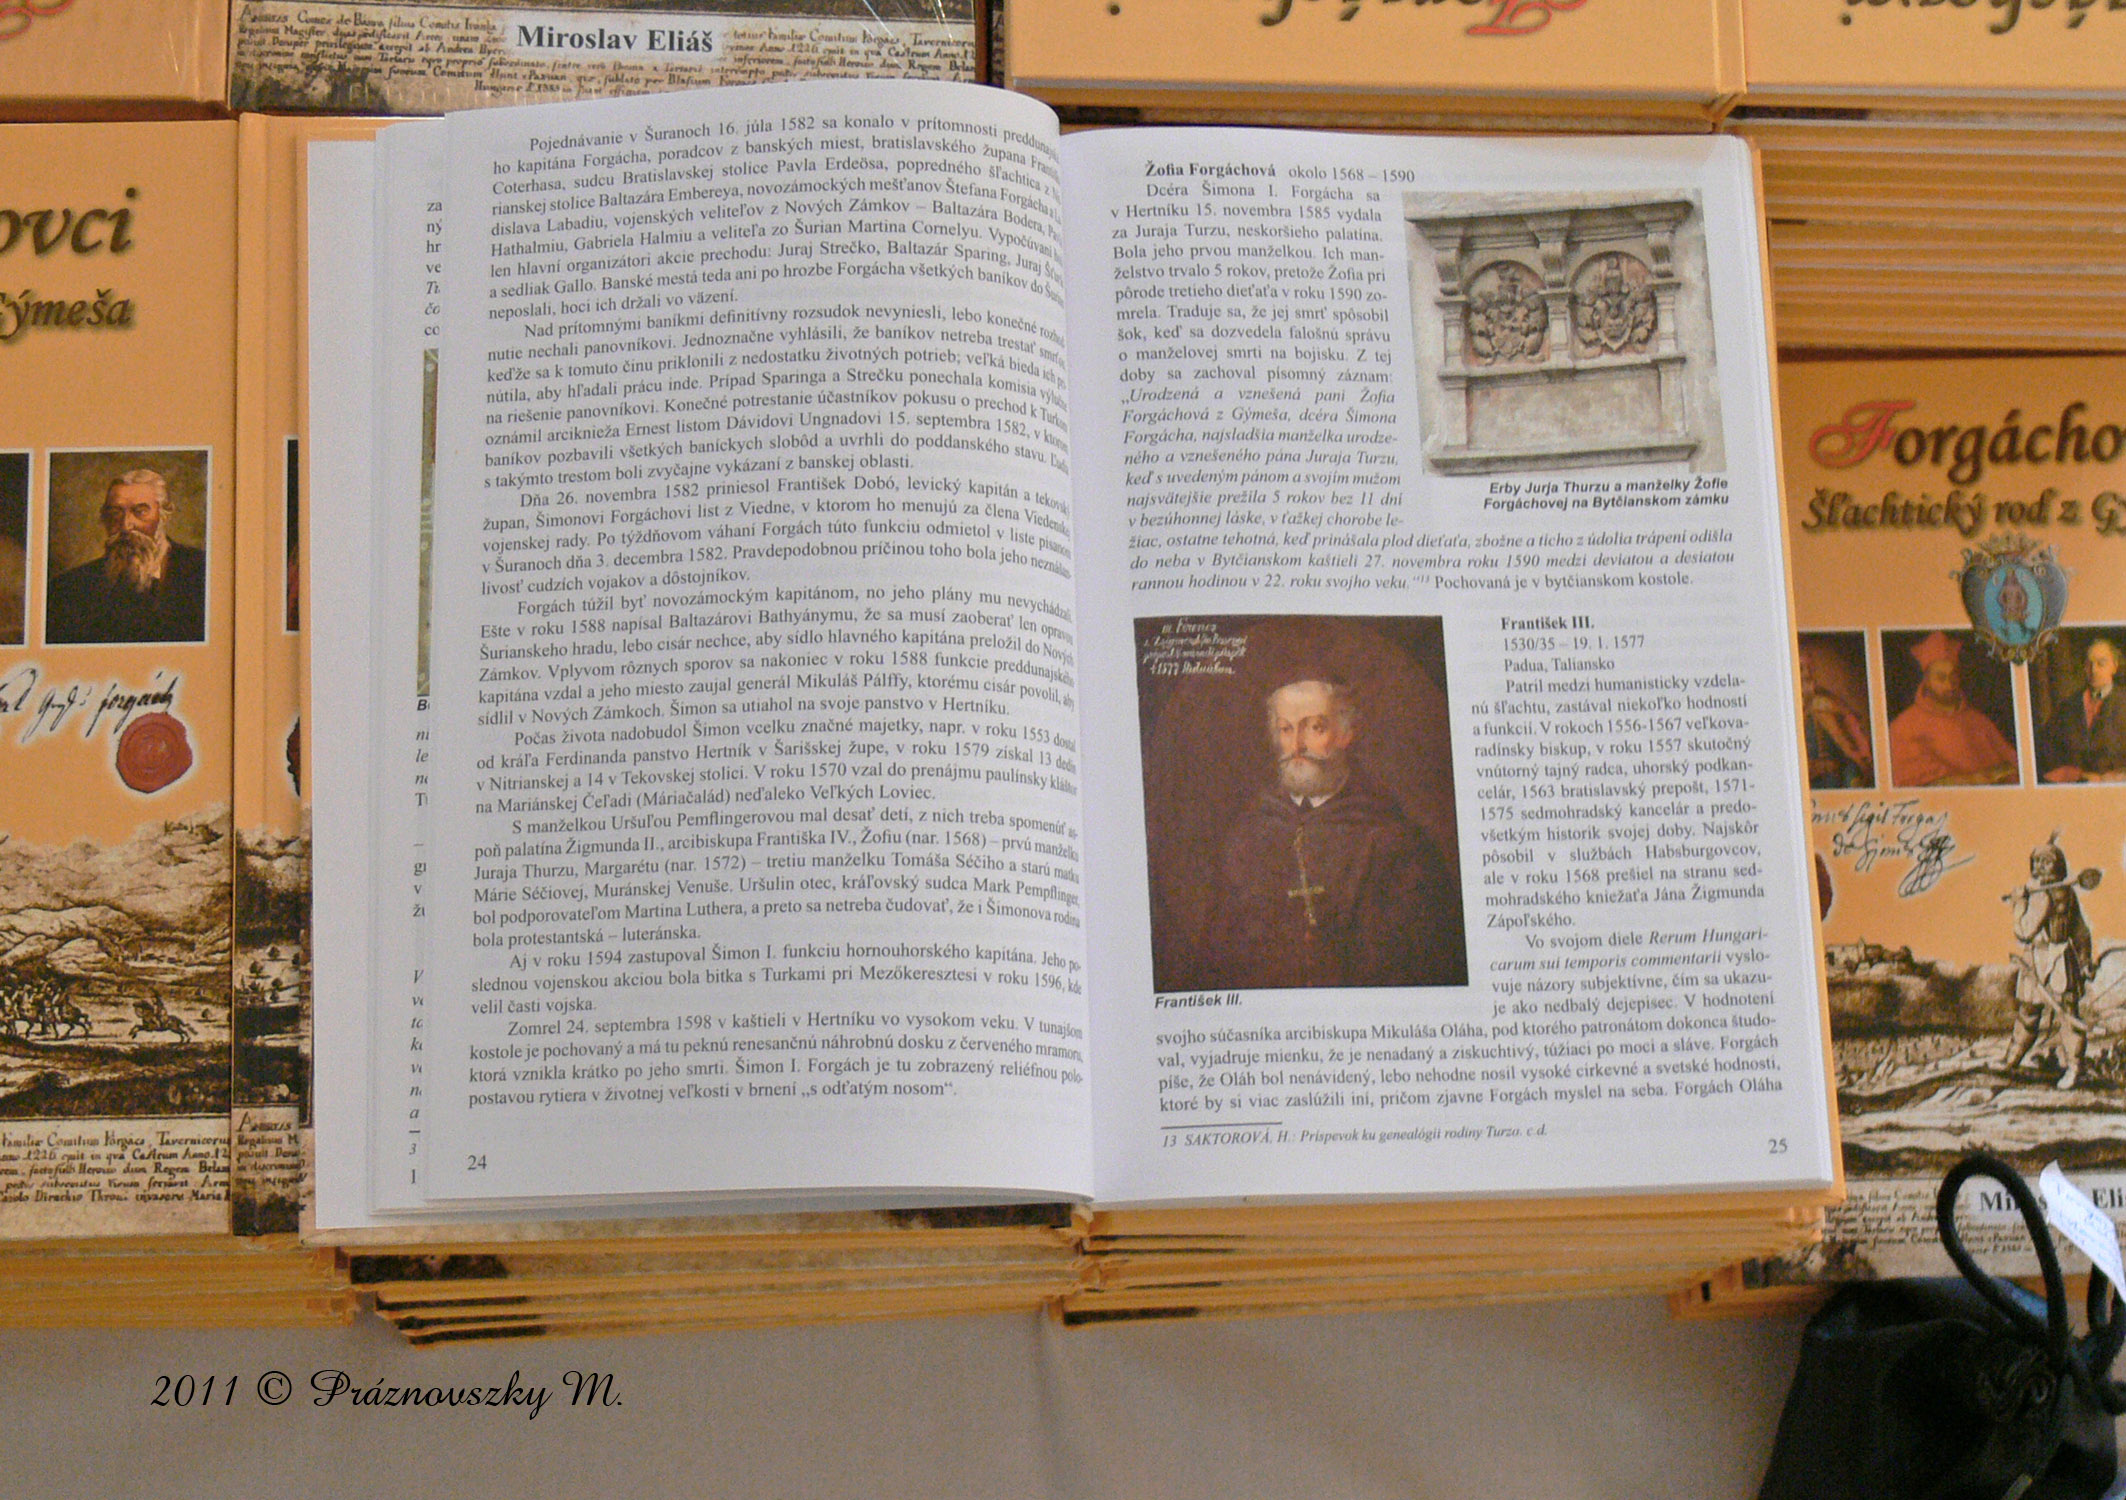 Miroslav Eliáš
ovci
Gýmeša
Pojednávanie v Šuranoch 16. júla 1582 sa konalo v prítomnosti
ho kapitána Forgácha, poradcov z banských miest, bratislavského župana
Coterhasa, sudcu Bratislavskej stolice Pavla Erdeösa, popredného šľachtica z
rianskej stolice Baltazára Embereya, novozámockých mešťanov Štefana Forgácha a
dislava Labadiu, vojenských veliteľov z Nových Zámkov – Baltazára Bodera,
Hathalmiu, Gabriela Halmiu a veliteľa zo Šurian Martina Cornelyu. Vypočúvaní
len hlavní organizátori akcie prechodu: Juraj Strečko, Baltazár Sparing, Juraj
a sedliak Gallo. Banské mestá teda ani po hrozbe Forgácha všetkých baníkov do
neposlali, hoci ich držali vo väzení.
Nad prítomnými baníkmi definitívny rozsudok nevyniesli, lebo konečné
nutie nechali panovníkovi. Jednoznačne vyhlásili, že baníkov netreba trestať
keďže sa k tomuto činu priklonili z nedostatku životných potrieb; veľká bieda ich
nútila, aby hľadali prácu inde. Prípad Sparinga a Strečku ponechala komisia
na riešenie panovníkovi. Konečné potrestanie účastníkov pokusu o prechod k Turkom
oznámil arciknieža Ernest listom Dávidovi Ungnadovi 15. septembra 1582, v ktorom
baníkov pozbavili všetkých baníckych slobôd a uvrhli do poddanského stavu.
s takýmto trestom boli zvyčajne vykázaní z banskej oblasti.
Dňa 26. novembra 1582 priniesol František Dobó, levický kapitán a tekovský
župan, Šimonovi Forgáchovi list z Viedne, v ktorom ho menujú za člena Viedenskej
vojenskej rady. Po týždňovom váhaní Forgách túto funkciu odmietol v liste písanom
v Šuranoch dňa 3. decembra 1582. Pravdepodobnou príčinou toho bola jeho neznášan-
livosť cudzích vojakov a dôstojníkov.
Forgách túžil byť novozámockým kapitánom, no jeho plány mu nevychádzali.
Ešte v roku 1588 napísal Baltazárovi Bathyánymu, že sa musí zaoberať len opravou
Šurianskeho hradu, lebo cisár nechce, aby sídlo hlavného kapitána preložil do Nových
Zámkov. Vplyvom rôznych sporov sa nakoniec v roku 1588 funkcie preddunajského
kapitána vzdal a jeho miesto zaujal generál Mikuláš Pálffy, ktorému cisár povolil, aby
sídlil v Nových Zámkoch. Šimon sa utiahol na svoje panstvo v Hertníku.
Počas života nadobudol Šimon vcelku značné majetky, napr. v roku 1553 dostal
od kráľa Ferdinanda panstvo Hertník v Šarišskej župe, v roku 1579 získal 13 dedín
v Nitrianskej a 14 v Tekovskej stolici. V roku 1570 vzal do prenájmu paulínsky kláštor
na Mariánskej Čeľadi (Máriačalád) neďaleko Veľkých Loviec.
S manželkou Uršuľou Pemflingerovou mal desať detí, z nich treba spomenúť as-
poň palatína Žigmunda II., arcibiskupa Františka IV., Žofiu (nar. 1568) – prvú manželku
Juraja Thurzu, Margarétu (nar. 1572) – tretiu manželku Tomáša Séčiho a starú matku
Márie Séčiovej, Muránskej Venuše. Uršulin otec, kráľovský sudca Mark Pempflinger,
bol podporovateľom Martina Luthera, a preto sa netreba čudovať, že i Šimonova rodina
bola protestantská – luteránska.
Aj v roku 1594 zastupoval Šimon I. funkciu hornouhorského kapitána. Jeho po-
slednou vojenskou akciou bola bitka s Turkami pri Mezőkeresztesi v roku 1596, kde
velil časti vojska.
Zomrel 24. septembra 1598 v kaštieli v Hertníku vo vysokom veku. V tunajšom
kostole je pochovaný a má tu peknú renesančnú náhrobnú dosku z červeného mramoru,
ktorá vznikla krátko po jeho smrti. Šimon I. Forgách je tu zobrazený reliéfnou polo-
postavou rytiera v životnej veľkosti v brnení „s odťatým nosom“.
24
Žofia Forgáchová okolo 1568 – 1590
Dcéra Šimona I. Forgácha sa
v Hertníku 15. novembra 1585 vydala
za Juraja Turzu, neskoršieho palatína.
Bola jeho prvou manželkou. Ich man-
želstvo trvalo 5 rokov, pretože Žofia pri
pôrode tretieho dieťaťa v roku 1590 zo-
mrela. Traduje sa, že jej smrť spôsobil
šok, keď sa dozvedela falošnú správu
o manželovej smrti na bojisku. Z tej
doby sa zachoval písomný záznam:
„Urodzená a vznešená pani Žofia
Forgáchová z Gýmeša, dcéra Šimona
Forgácha, najsladšia manželka urodze-
ného a vznešeného pána Juraja Turzu,
keď s uvedeným pánom a svojím mužom
najsvätejšie prežila 5 rokov bez 11 dní
v bezúhonnej láske, v ťažkej chorobe le-
žiac, ostatne tehotná, keď prinášala plod dieťaťa, zbožne a ticho z údolia trápení odišla
do neba v Bytčianskom kaštieli 27. novembra roku 1590 medzi deviatou a desiatou
rannou hodinou v 22. roku svojho veku.“13 Pochovaná je v bytčianskom kostole.
Erby Jurja Thurzu a manželky Žofie
Forgáchovej na Bytčianskom zámku
František III.
1530/35 – 19. 1. 1577
Padua, Taliansko
Patril medzi humanisticky vzdela-
nú šľachtu, zastával niekoľko hodností
a funkcií. V rokoch 1556-1567 veľkova-
radínsky biskup, v roku 1557 skutočný
vnútorný tajný radca, uhorský podkan-
celár, 1563 bratislavský prepošt, 1571-
1575 sedmohradský kancelár a predo-
všetkým historik svojej doby. Najskôr
pôsobil v službách Habsburgovcov,
ale v roku 1568 prešiel na stranu sed-
mohradského kniežaťa Jána Žigmunda
Zápoľského.
Vo svojom diele Rerum Hungari-
carum sui temporis commentarii vyslo-
vuje názory subjektívne, čím sa ukazu-
je ako nedbalý dejepisec. V hodnotení
František III.
svojho súčasníka arcibiskupa Mikuláša Oláha, pod ktorého patronátom dokonca študo-
val, vyjadruje mienku, že je nenadaný a ziskuchtivý, túžiaci po moci a sláve. Forgách
píše, že Oláh bol nenávidený, lebo nehodne nosil vysoké cirkevné a svetské hodnosti,
ktoré by si viac zaslúžili iní, pričom zjavne Forgách myslel na seba. Forgách Oláha
13 SAKTOROVÁ, H.: Príspevok ku genealógii rodiny Turzo. c.d.
25
Forgácho
Šľachtický rod z G
2011 © Práznovszky M.